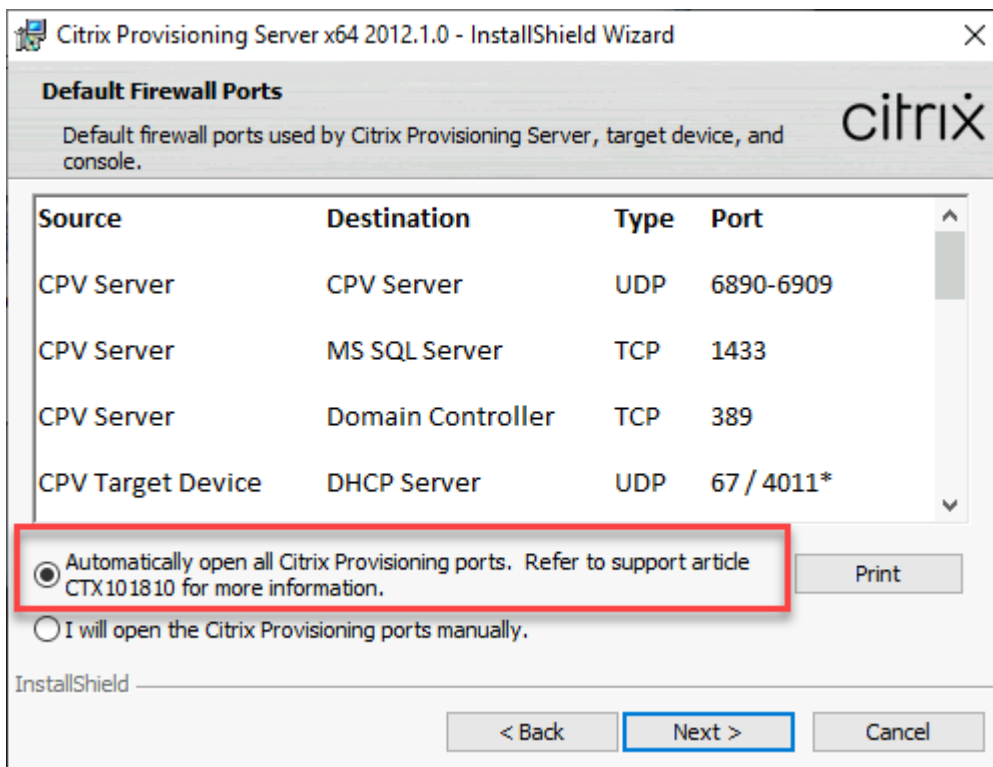 Citrix Provisioning Server x64 2012.1.0 - InstallShield Wizard
Default Firewall Ports
Default firewall ports used by Citrix Provisioning Server, target device, and
console.
citrix
Source Destination Type Port
CPV Server CPV Server UDP 6890-6909
CPV Server MS SQL Server TCP 1433
CPV Server Domain Controller TCP 389
CPV Target Device DHCP Server UDP 67 / 4011*
Automatically open all Citrix Provisioning ports. Refer to support article
CTX101810 for more information.
Print
I will open the Citrix Provisioning ports manually.
InstallShield
< Back Next > Cancel